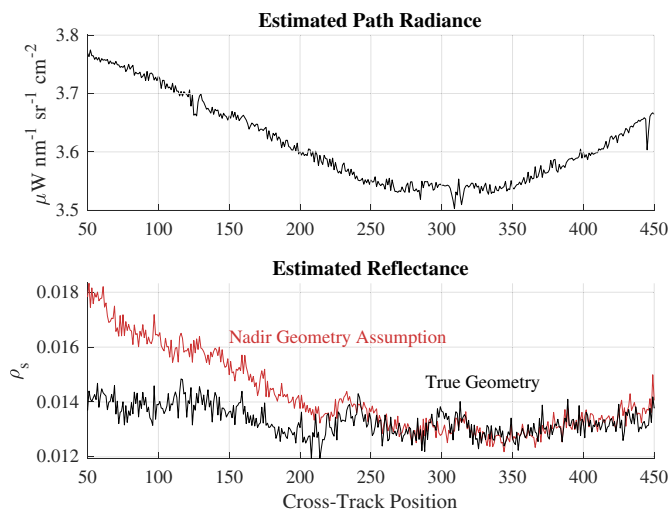 Estimated Path Radiance
μW nm⁻¹ sr⁻¹ cm⁻²
3.8
3.7
3.6
3.5
50 100 150 200 250 300 350 400 450
Estimated Reflectance
ρs
0.018
0.016
0.014
0.012
Nadir Geometry Assumption
True Geometry
50 100 150 200 250 300 350 400 450
Cross-Track Position